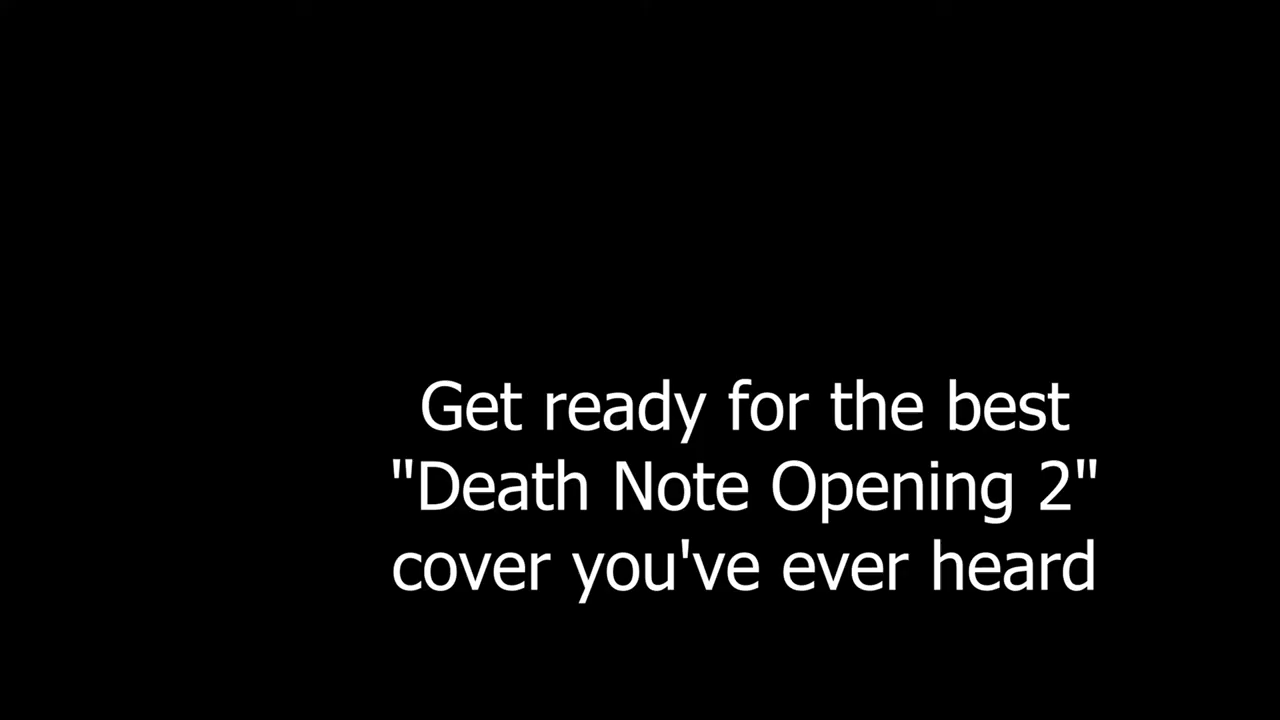 Get ready for the best
"Death Note Opening 2"
cover you've ever heard